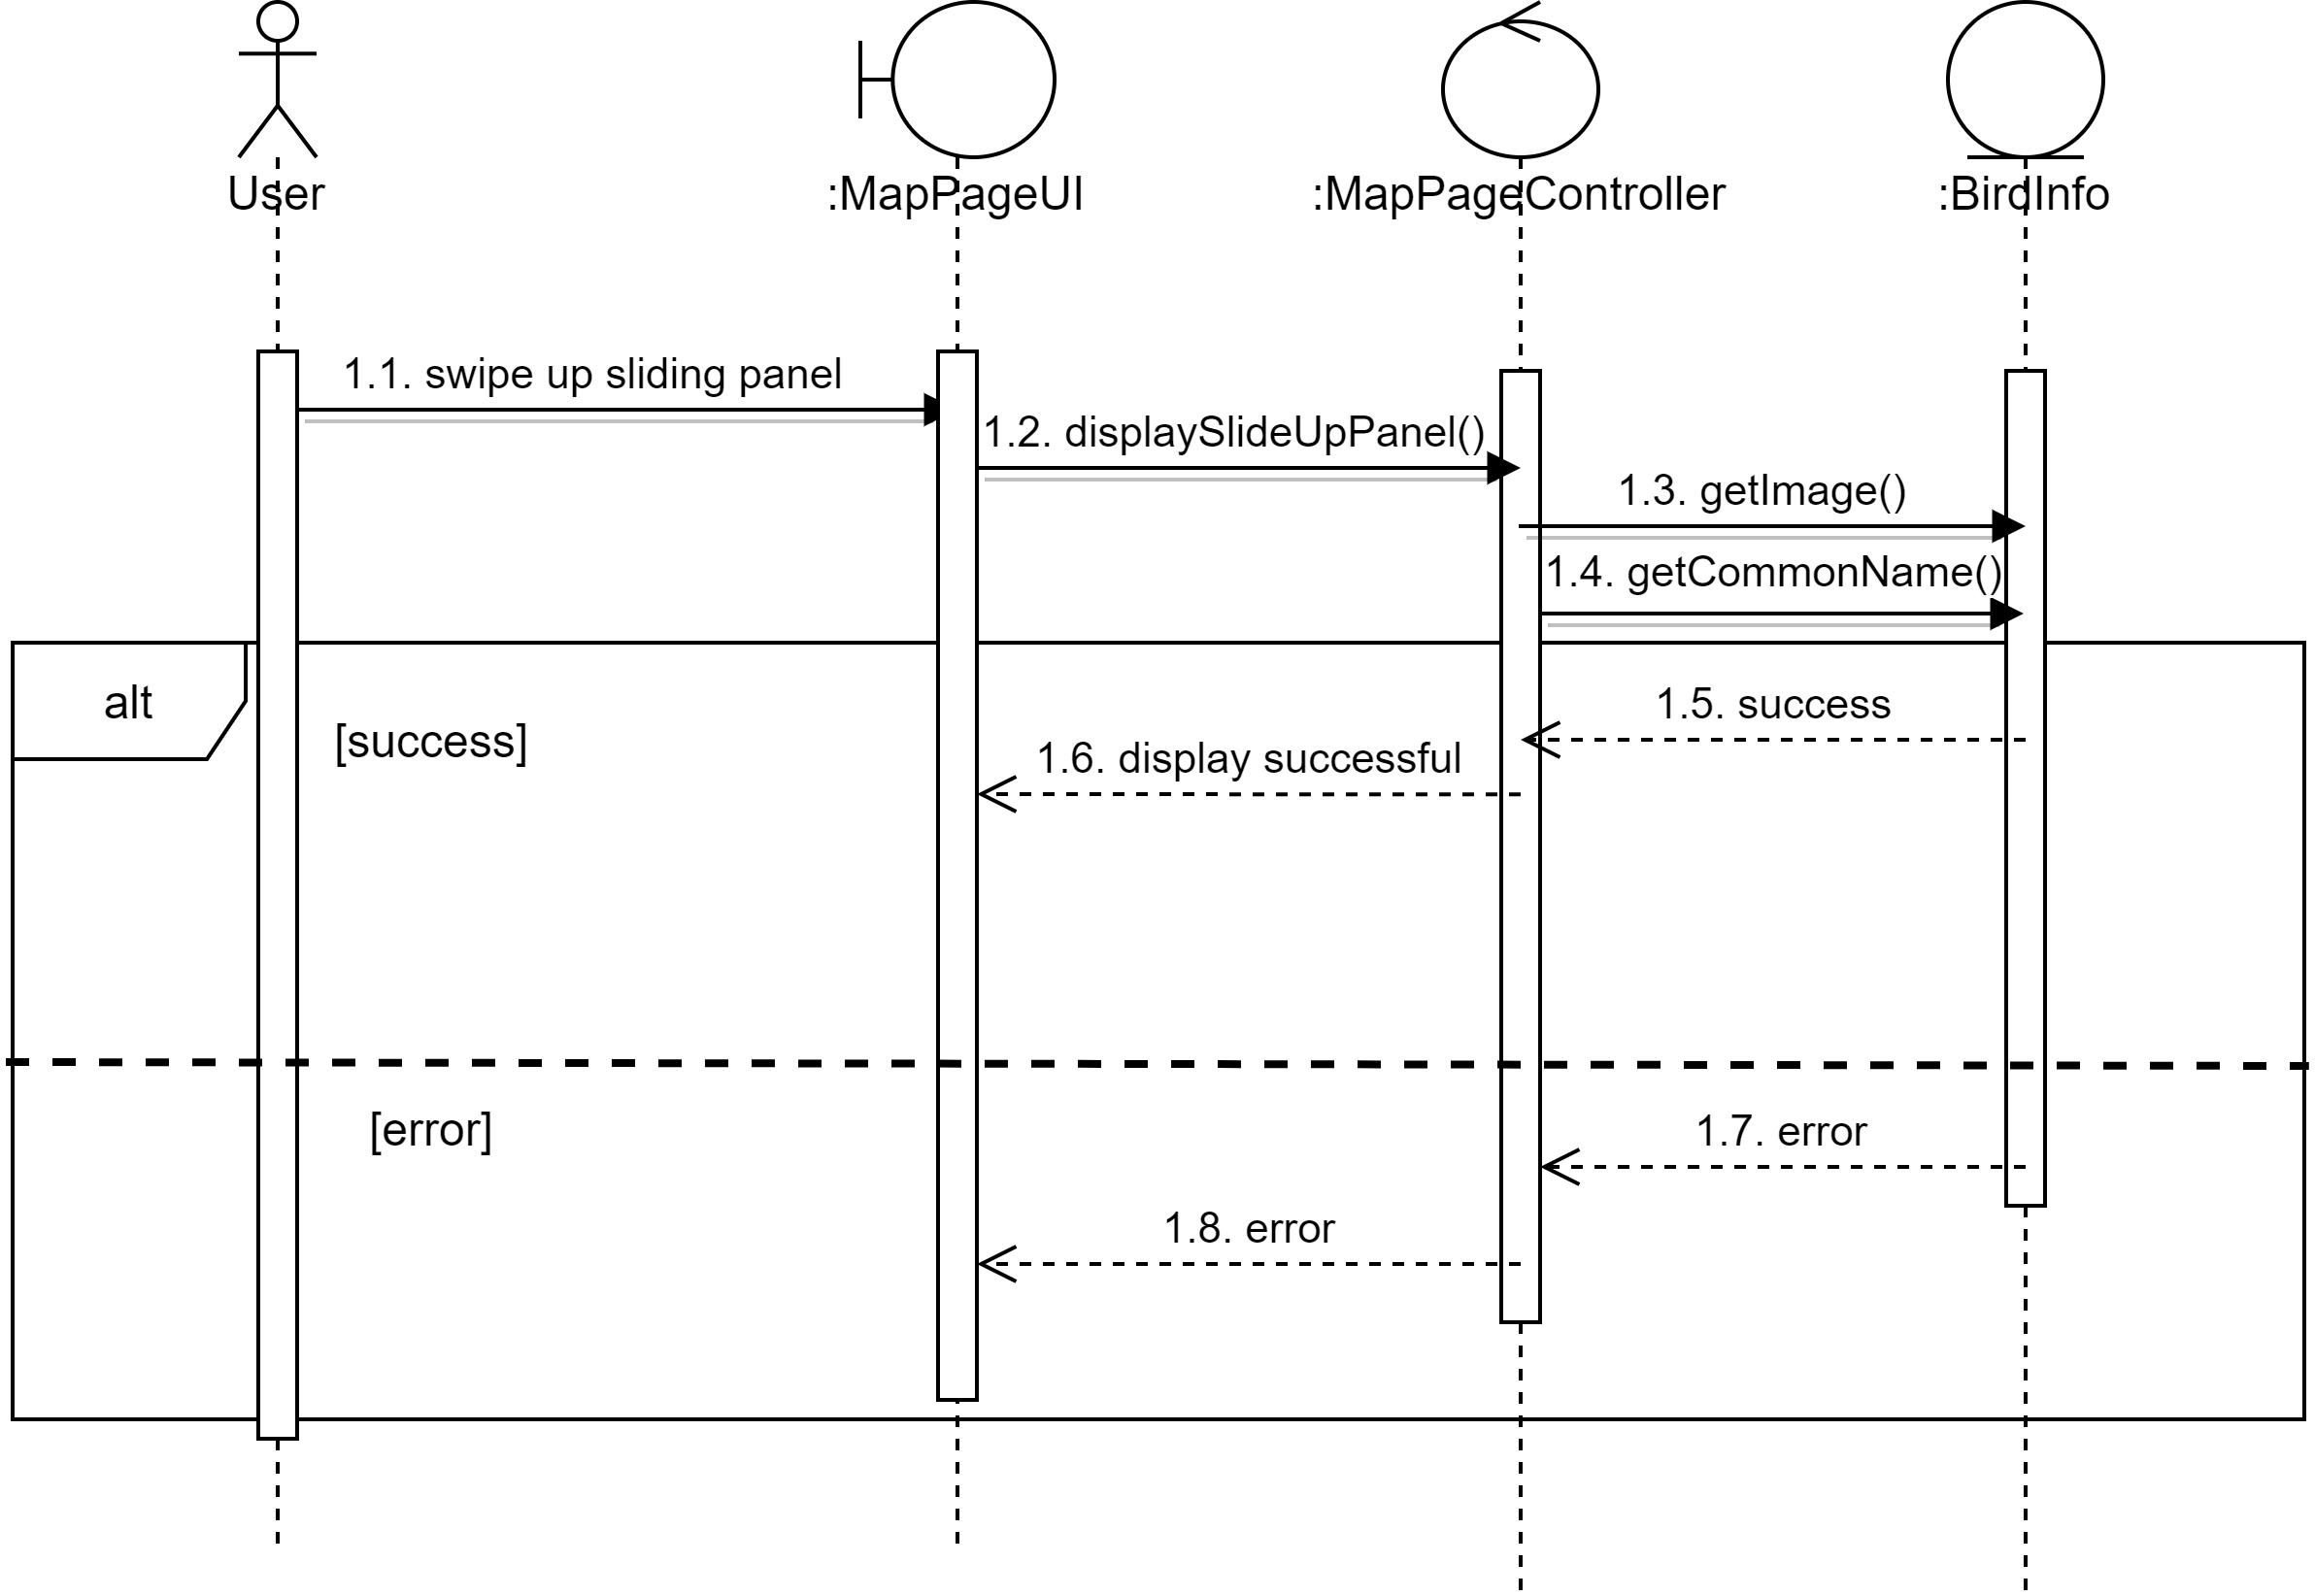 User
:MapPageUI
:MapPageController
:BirdInfo
1.1. swipe up sliding panel
1.2. displaySlideUpPanel()
1.3. getImage()
1.4. getCommonName()
alt
[success]
1.5. success
1.6. display successful
[error]
1.7. error
1.8. error